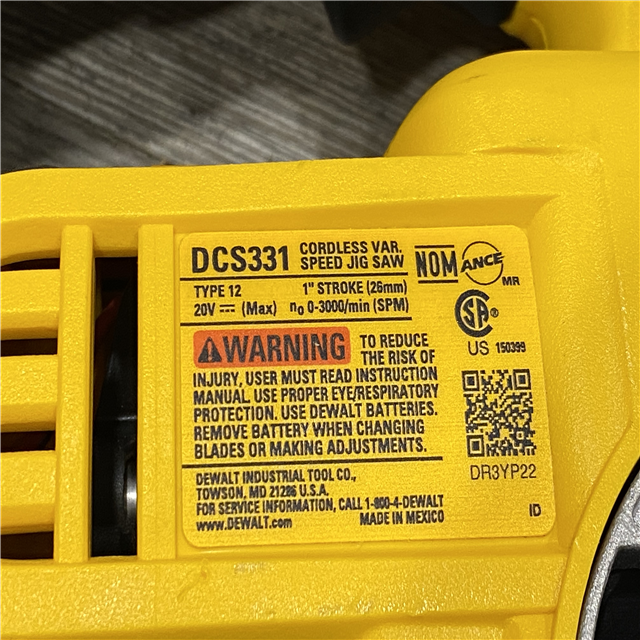 DCS331 CORDLESS VAR.
SPEED JIG SAW
NOM ANCE MR
TYPE 12 1" STROKE (26mm)
20V ⎓ (Max) n₀ 0-3000/min (SPM)
SA®
US 150399
WARNING TO REDUCE
THE RISK OF
INJURY, USER MUST READ INSTRUCTION
MANUAL. USE PROPER EYE/RESPIRATORY
PROTECTION. USE DEWALT BATTERIES.
REMOVE BATTERY WHEN CHANGING
BLADES OR MAKING ADJUSTMENTS.
DR3YP22
DEWALT INDUSTRIAL TOOL CO.,
TOWSON, MD 21286 U.S.A.
FOR SERVICE INFORMATION, CALL 1-800-4-DEWALT
www.DEWALT.com MADE IN MEXICO
ID